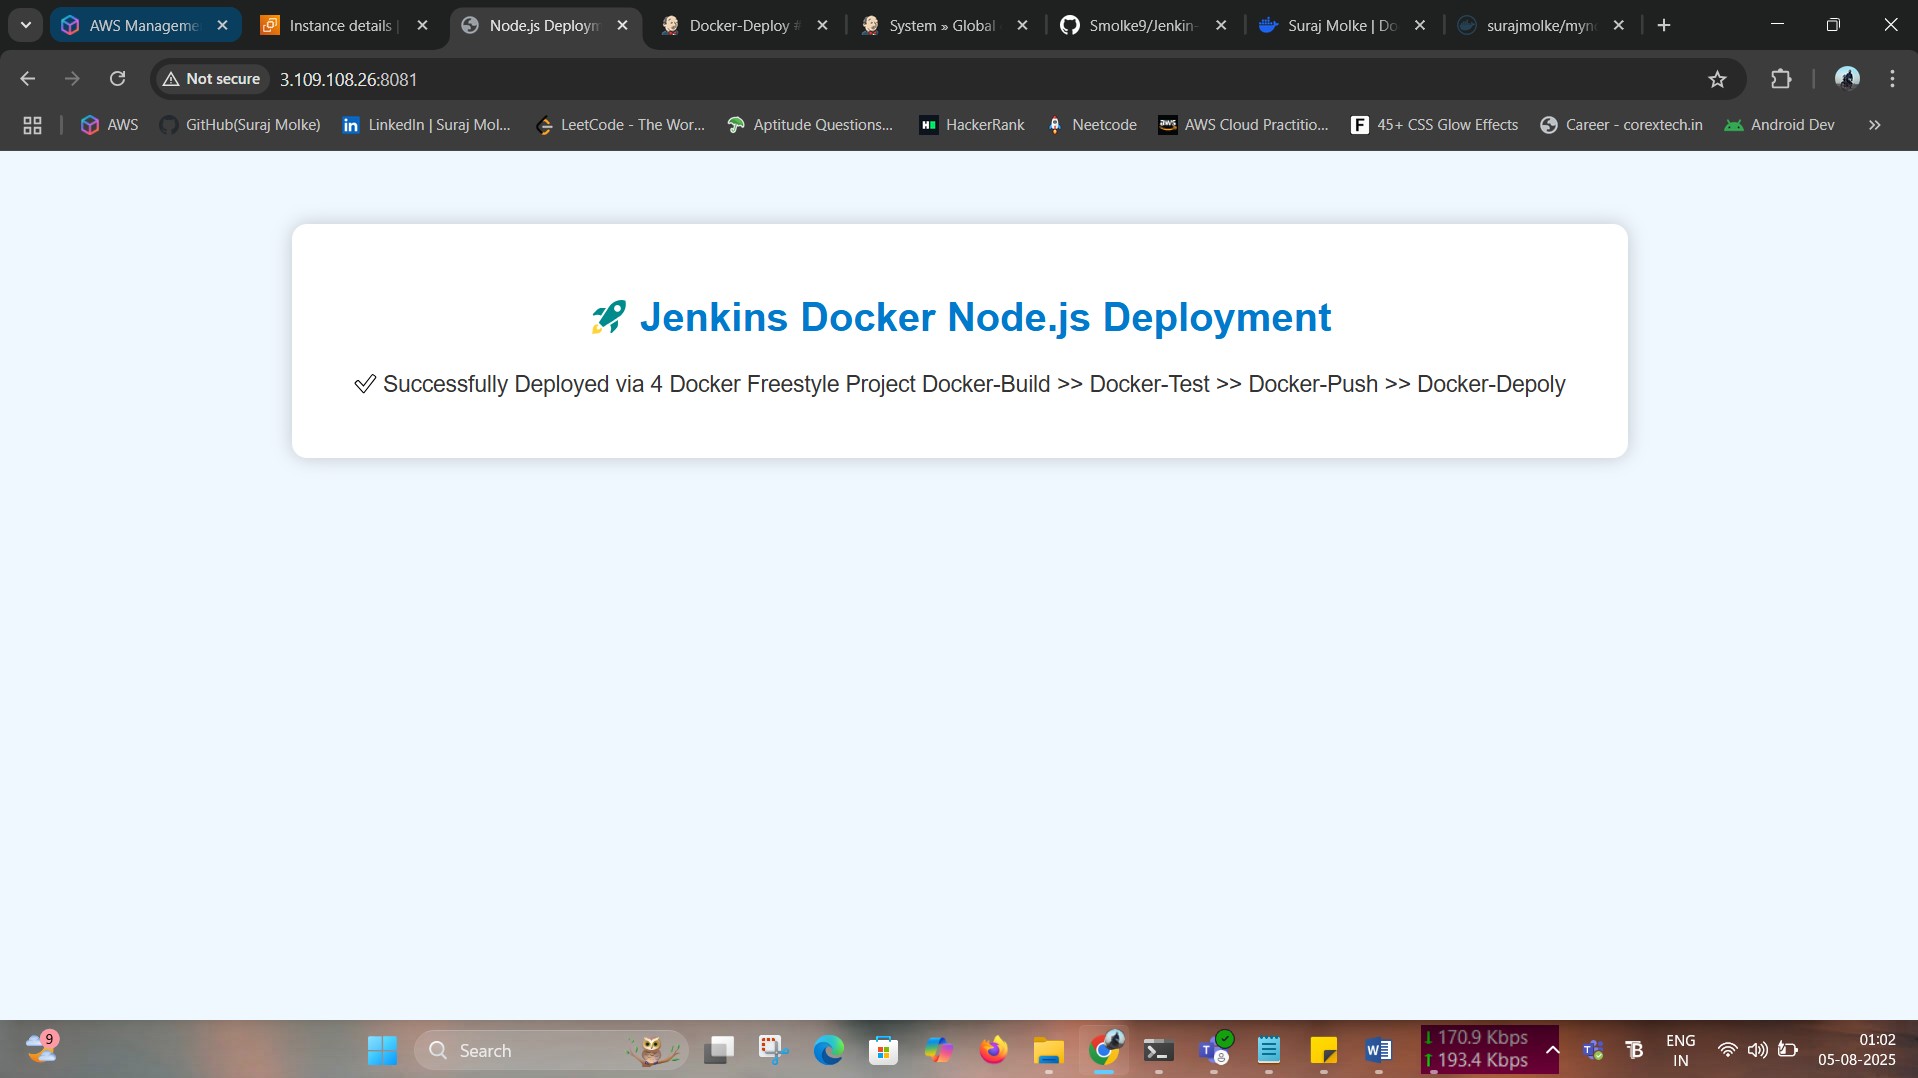 AWS Manageme
Instance details |
Node.js Deploym
Docker-Deploy #
System » Global
Smolke9/Jenkin-
Suraj Molke | Do
surajmolke/myn
Not secure
3.109.108.26:8081
AWS
GitHub(Suraj Molke)
LinkedIn | Suraj Mol...
LeetCode - The Wor...
Aptitude Questions...
HackerRank
Neetcode
AWS Cloud Practitio...
45+ CSS Glow Effects
Career - corextech.in
Android Dev
»
🚀 Jenkins Docker Node.js Deployment
✅ Successfully Deployed via 4 Docker Freestyle Project Docker-Build >> Docker-Test >> Docker-Push >> Docker-Depoly
9
Search
↓ 170.9 Kbps
↑ 193.4 Kbps
ENG
IN
01:02
05-08-2025